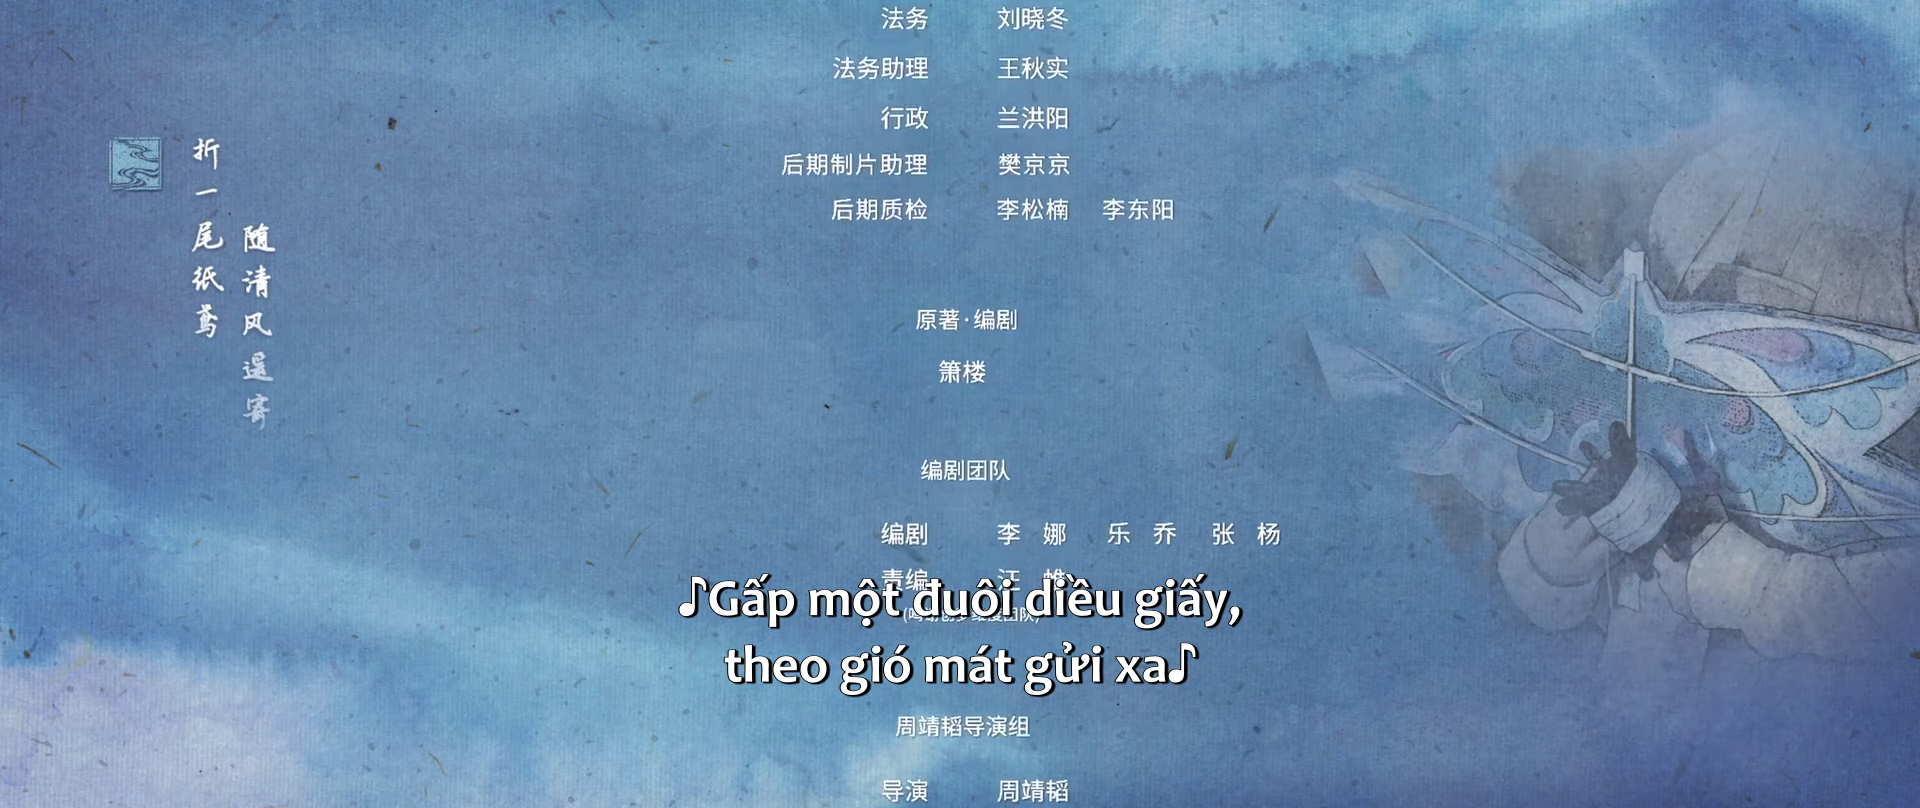 折一尾纸鸢
随清风遥寄
法务 刘晓冬
法务助理 王秋实
行政 兰洪阳
后期制片助理 樊京京
后期质检 李松楠 李东阳
原著·编剧
箫楼
编剧团队
编剧 李 娜 乐 乔 张 杨
责编 汪
♪Gấp một đuôi diều giấy,
theo gió mát gửi xa♪
周靖韬导演组
导演 周靖韬